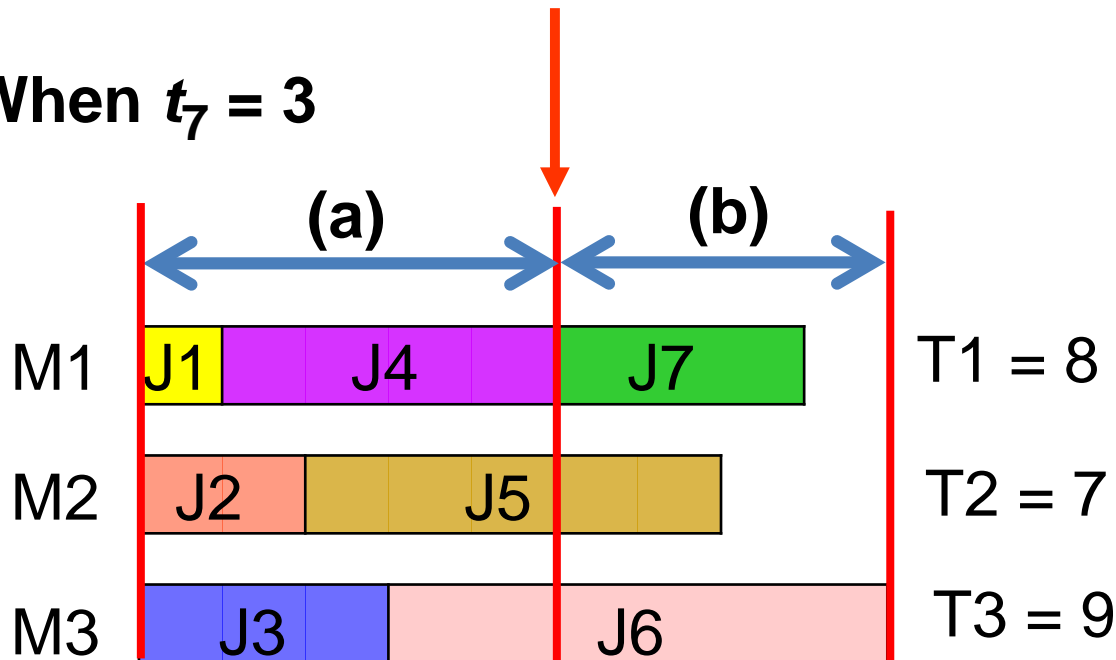 When t7 = 3
(a) (b)
M1 J1 J4 J7 T1 = 8
M2 J2 J5 T2 = 7
M3 J3 J6 T3 = 9